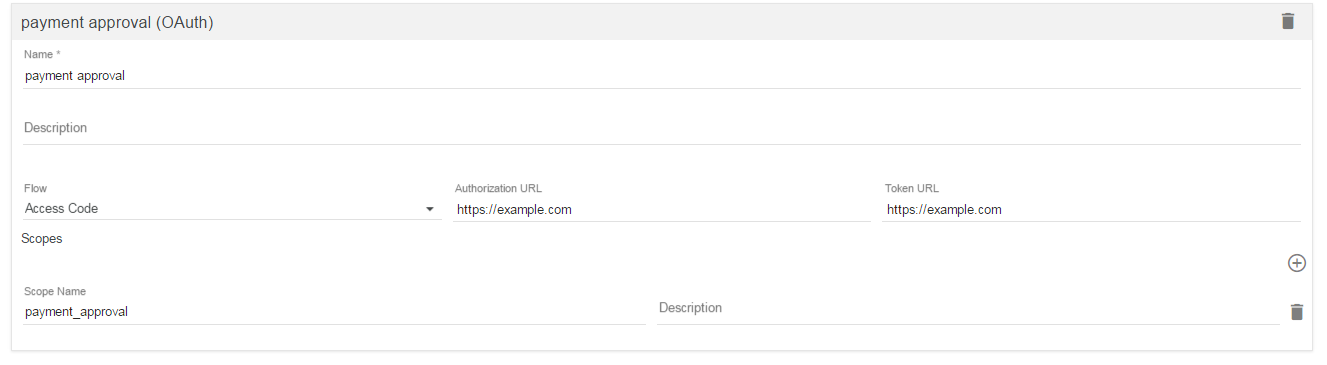 payment approval (OAuth)
Name *
payment approval
Description
Flow
Authorization URL
Token URL
Access Code
https://example.com
https://example.com
Scopes
Scope Name
payment_approval
Description